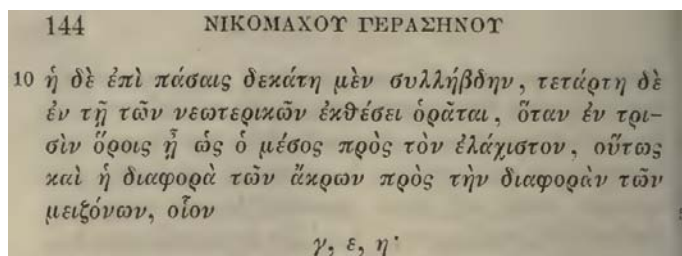 144 ΝΙΚΟΜΑΧΟΥ ΓΕΡΑΣΗΝΟΥ
10 ἡ δὲ ἐπὶ πάσαις δεκάτη μὲν συλλήβδην, τετάρτη δὲ
ἐν τῇ τῶν νεωτερικῶν ἐκθέσει ὁρᾶται, ὅταν ἐν τρι-
σὶν ὅροις ᾖ ὡς ὁ μέσος πρὸς τὸν ἐλάχιστον, οὕτως
καὶ ἡ διαφορὰ τῶν ἄκρων πρὸς τὴν διαφορὰν τῶν
μειζόνων, οἷον
γ, ε, η·